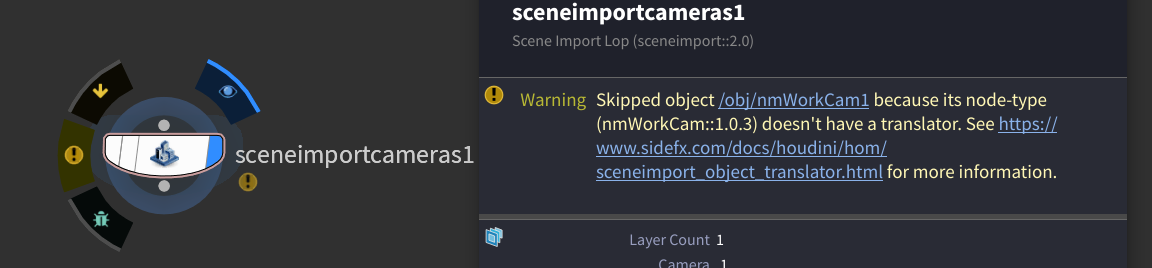 sceneimportcameras1
sceneimportcameras1
Scene Import Lop (sceneimport::2.0)
Warning Skipped object /obj/nmWorkCam1 because its node-type
(nmWorkCam::1.0.3) doesn't have a translator. See https://
www.sidefx.com/docs/houdini/hom/
sceneimport_object_translator.html for more information.
Layer Count 1
Camera 1